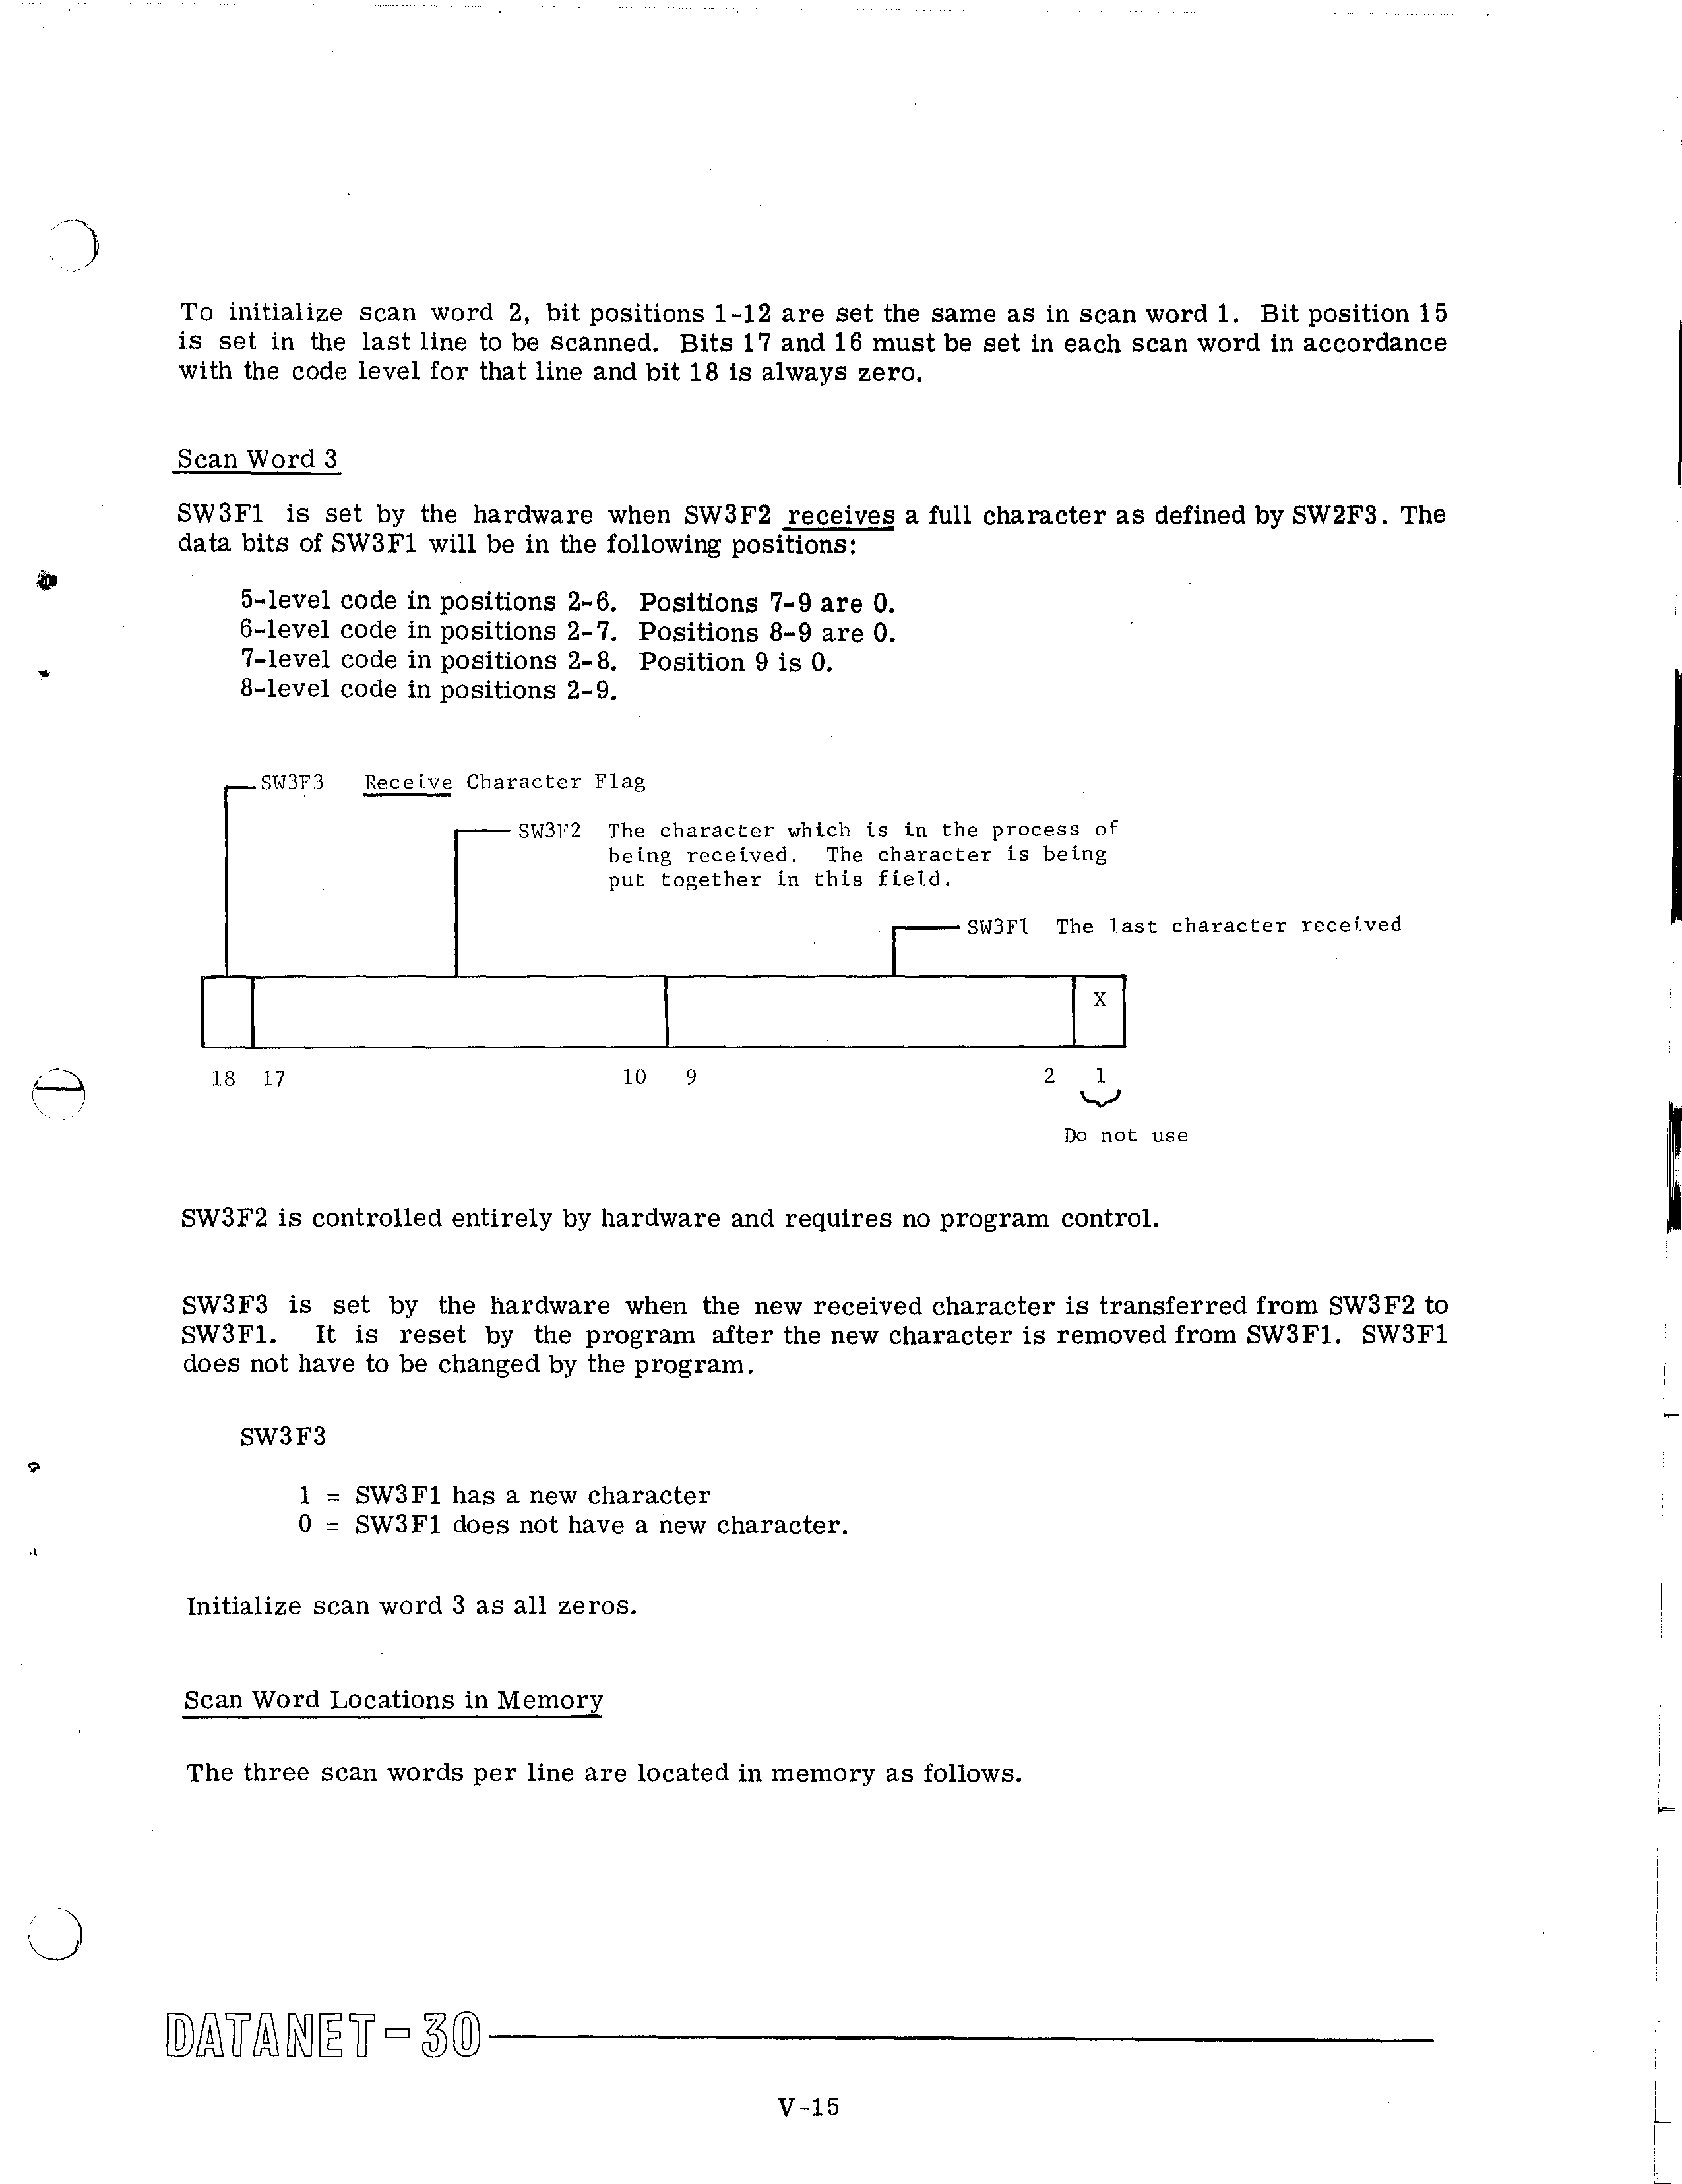 To initialize scan word 2, bit positions 1-12 are set the same as in scan word 1. Bit position 15
is set in the last line to be scanned. Bits 17 and 16 must be set in each scan word in accordance
with the code level for that line and bit 18 is always zero.
Scan Word 3
SW3F1 is set by the hardware when SW3F2 receives a full character as defined by SW2F3. The
data bits of SW3F1 will be in the following positions:
5-level code in positions 2-6. Positions 7-9 are 0.
6-level code in positions 2-7. Positions 8-9 are 0.
7-level code in positions 2-8. Position 9 is 0.
8-level code in positions 2-9.
SW3F3 Receive Character Flag
SW3F2 The character which is in the process of
being received. The character is being
put together in this field.
SW3F1 The last character received
X
18 17 10 9 2 1
Do not use
SW3F2 is controlled entirely by hardware and requires no program control.
SW3F3 is set by the hardware when the new received character is transferred from SW3F2 to
SW3F1. It is reset by the program after the new character is removed from SW3F1. SW3F1
does not have to be changed by the program.
SW3F3
1 = SW3F1 has a new character
0 = SW3F1 does not have a new character.
Initialize scan word 3 as all zeros.
Scan Word Locations in Memory
The three scan words per line are located in memory as follows.
DATANET-30
V-15